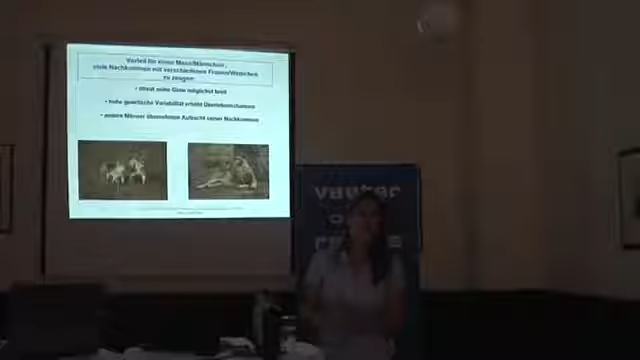 Vorteil für einen Mann/Männchen,
viele Nachkommen mit verschiedenen Frauen/Weibchen
zu zeugen:
• streut seine Gene möglichst breit
• hohe genetische Variabilität erhöht Überlebenschancen
• andere Männer übernehmen Aufzucht seiner Nachkommen